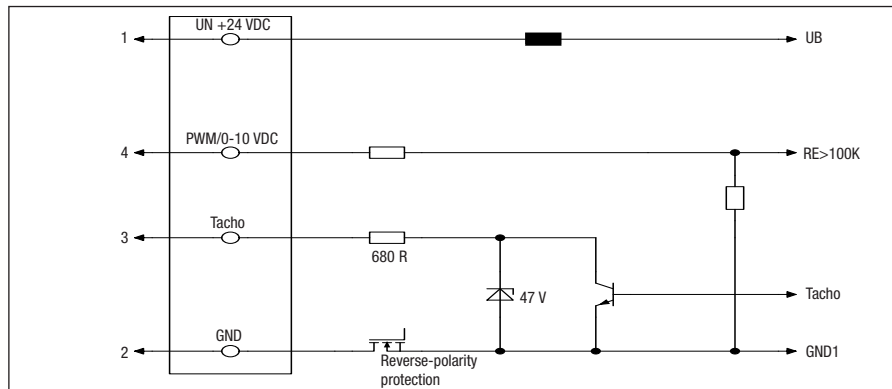 UN +24 VDC
1
UB
PWM/0-10 VDC
4
RE>100K
Tacho
3
680 R
47 V
Tacho
GND
2
GND1
Reverse-polarity
protection